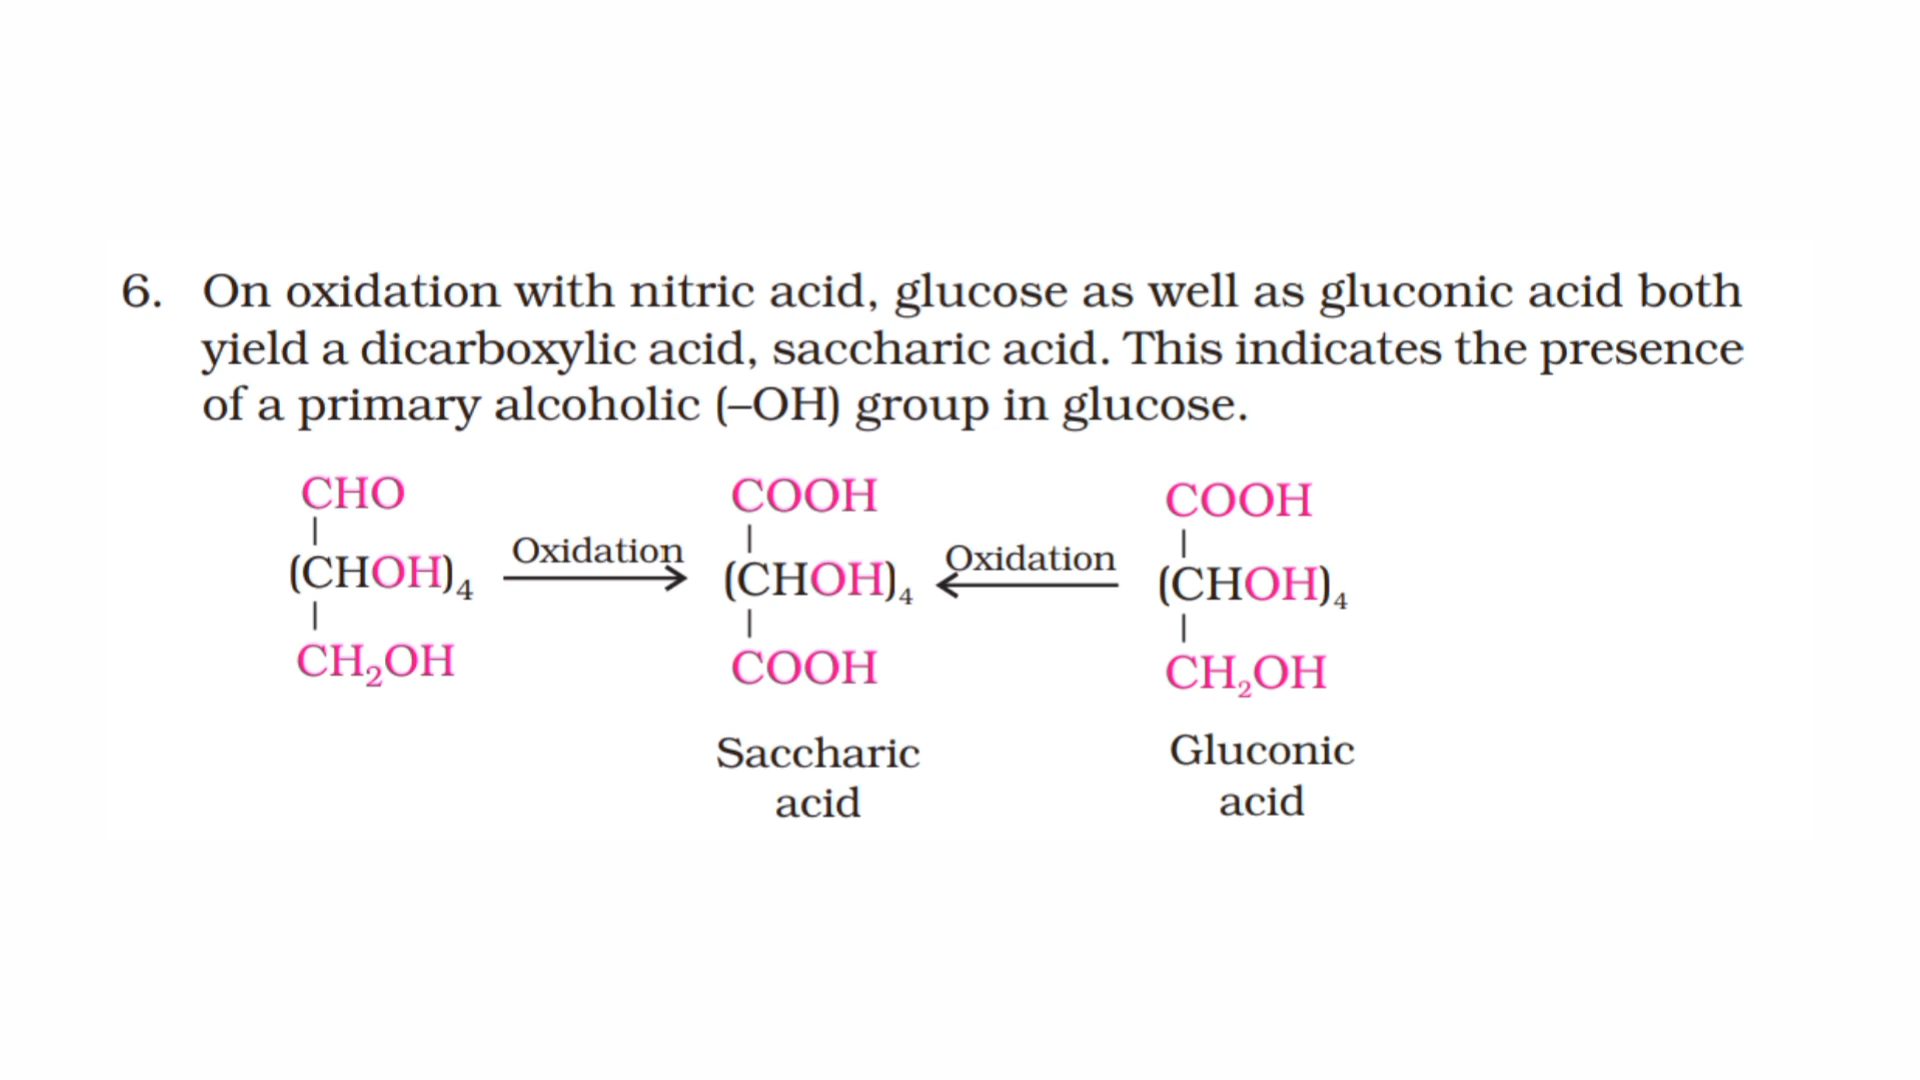 6. On oxidation with nitric acid, glucose as well as gluconic acid both
yield a dicarboxylic acid, saccharic acid. This indicates the presence
of a primary alcoholic (–OH) group in glucose.
CHO COOH COOH
(CHOH)₄ Oxidation (CHOH)₄ Oxidation (CHOH)₄
CH₂OH COOH CH₂OH
Saccharic Gluconic
acid acid